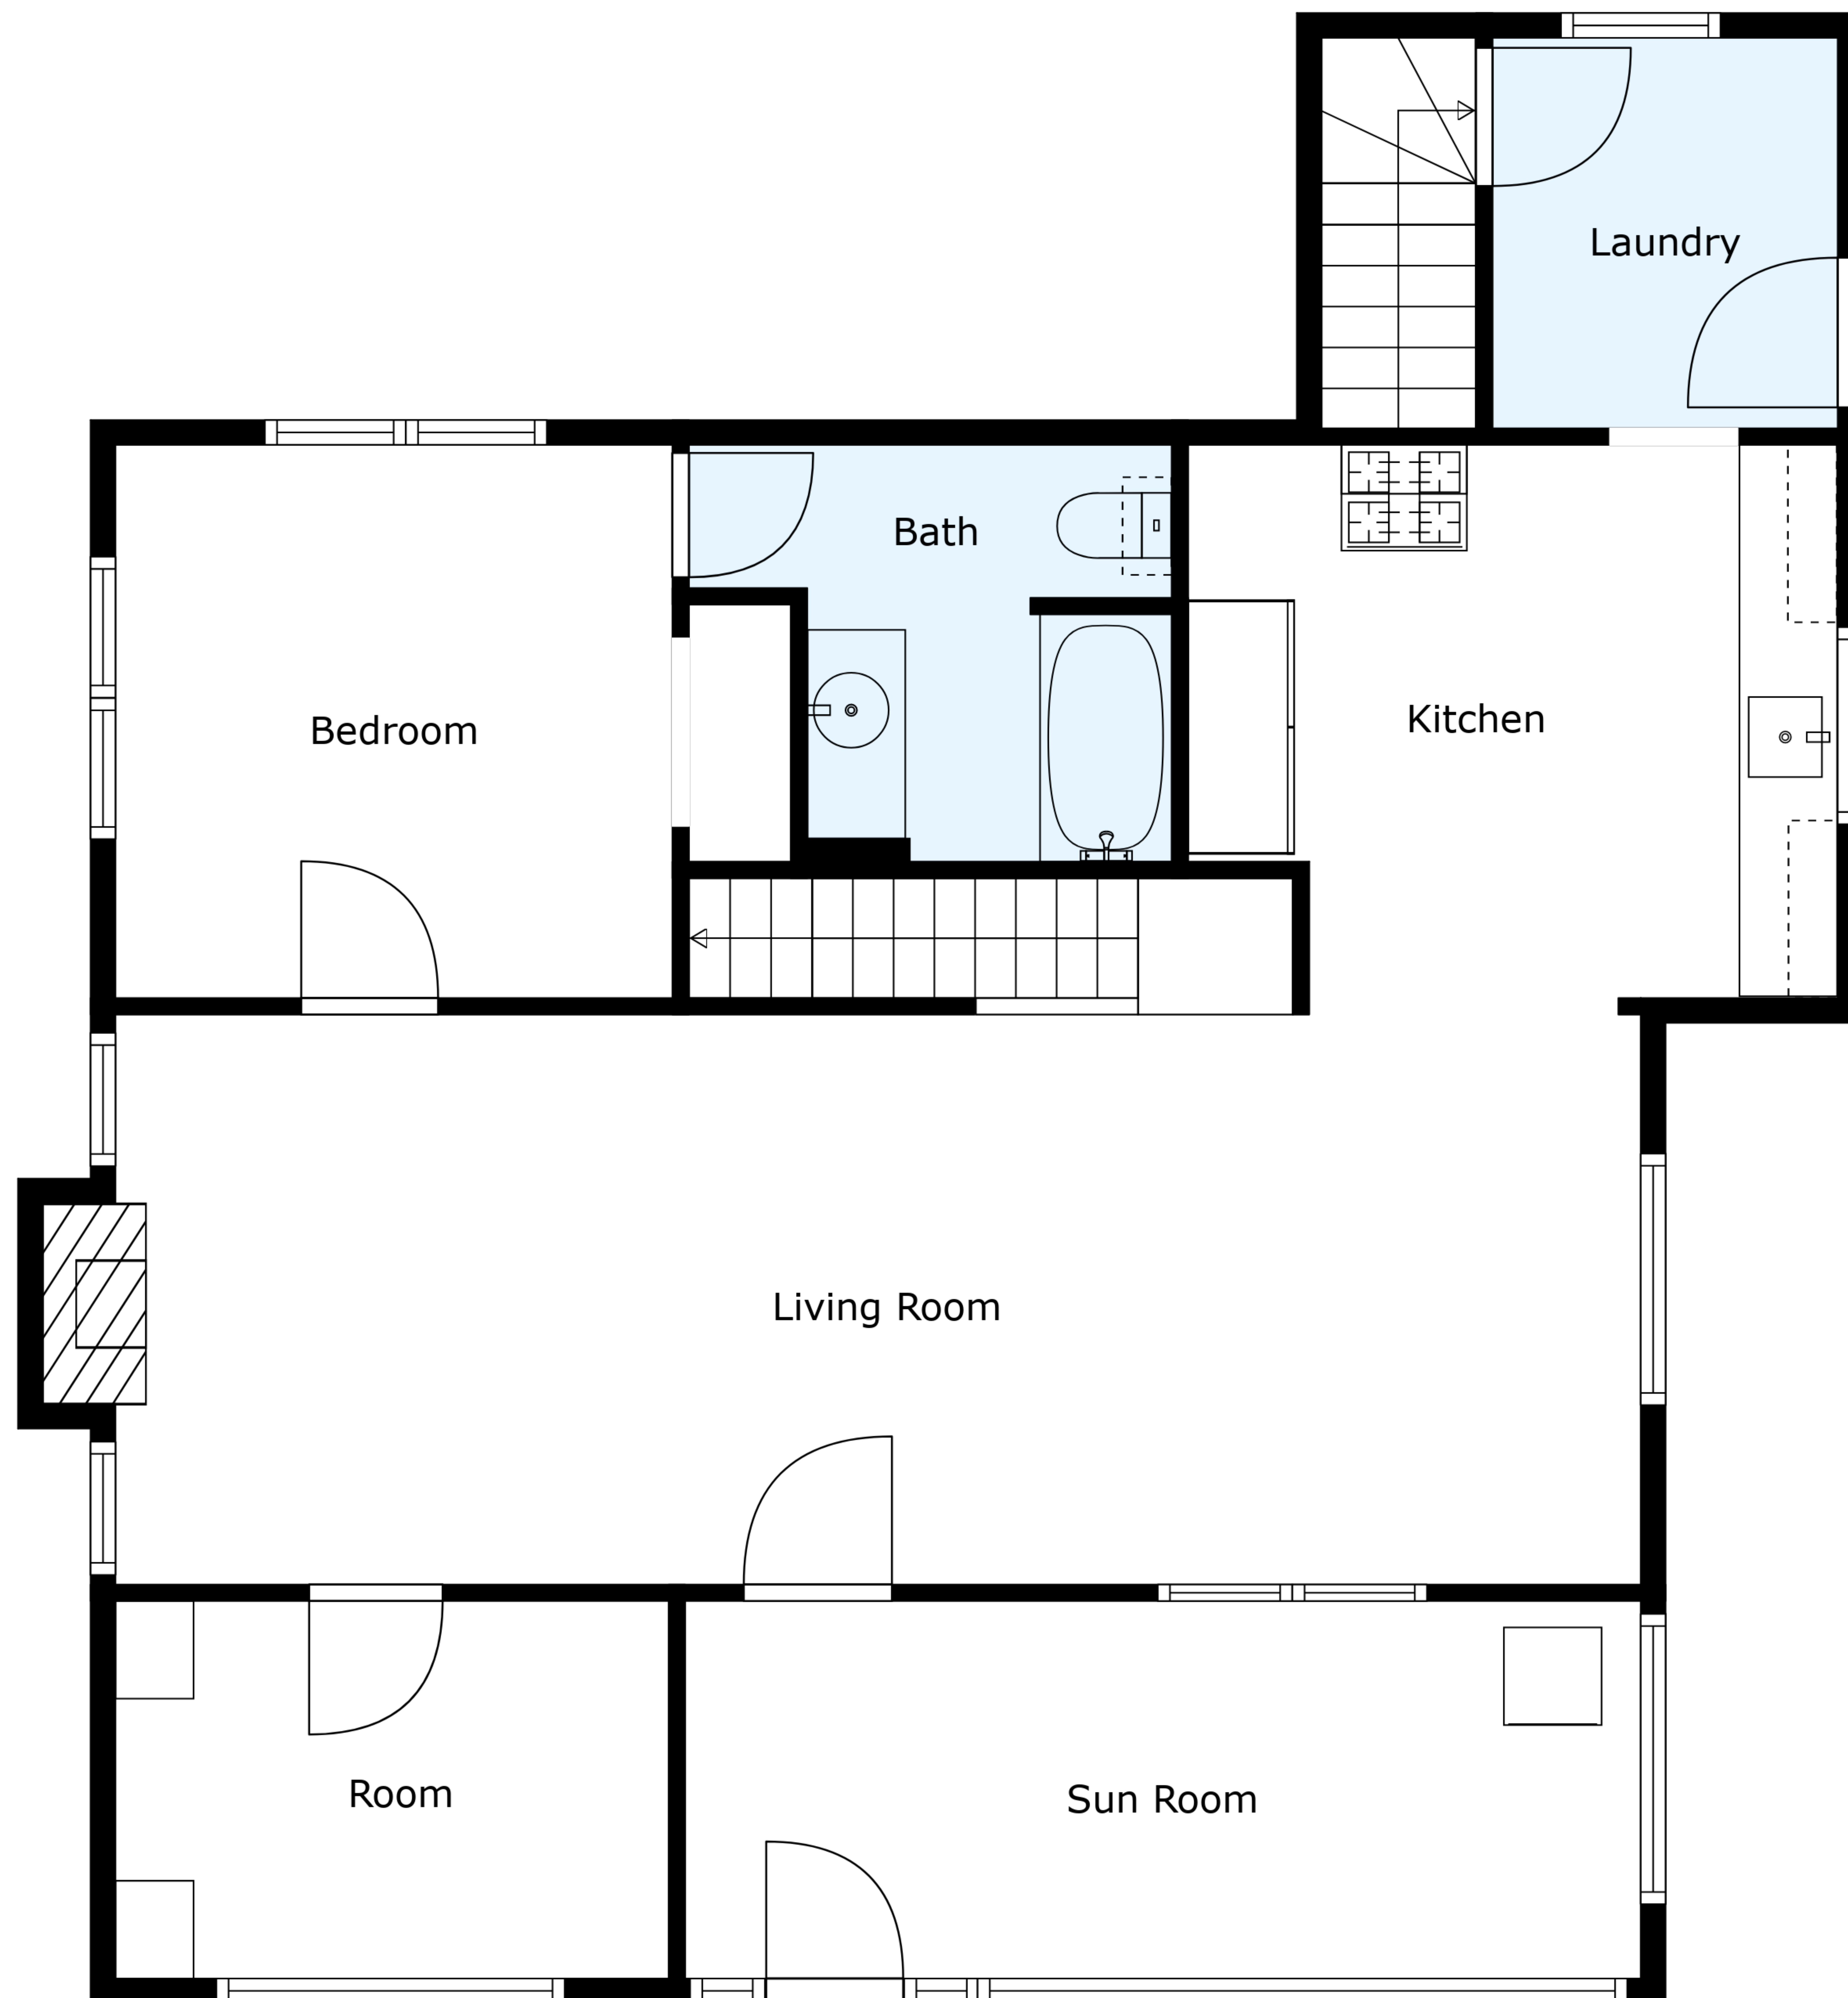 Laundry
Bath
Kitchen
Bedroom
Living Room
Room
Sun Room